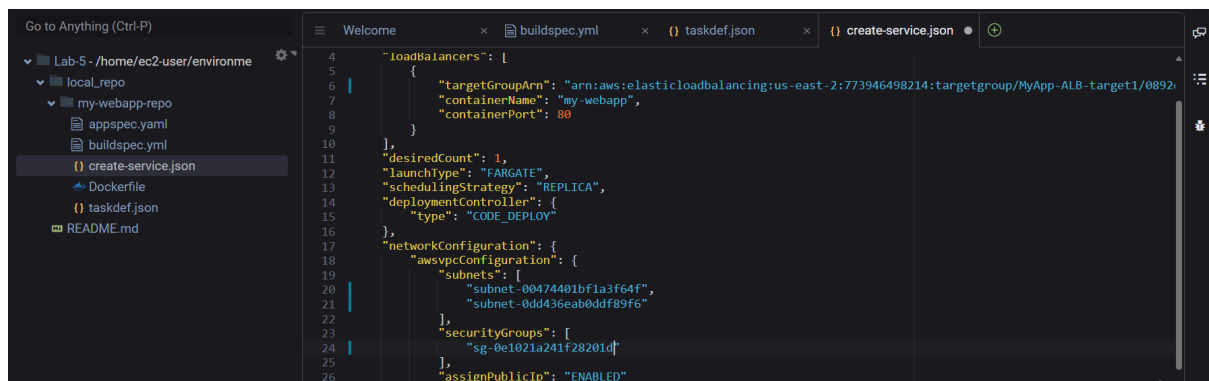 Go to Anything (Ctrl-P)
Welcome × buildspec.yml × {} taskdef.json × {} create-service.json
Lab-5 - /home/ec2-user/environme
local_repo
my-webapp-repo
appspec.yaml
buildspec.yml
{} create-service.json
Dockerfile
{} taskdef.json
README.md
4 "loadBalancers": [
5 {
6 "targetGroupArn": "arn:aws:elasticloadbalancing:us-east-2:773946498214:targetgroup/MyApp-ALB-target1/0892
7 "containerName": "my-webapp",
8 "containerPort": 80
9 }
10 ],
11 "desiredCount": 1,
12 "launchType": "FARGATE",
13 "schedulingStrategy": "REPLICA",
14 "deploymentController": {
15 "type": "CODE_DEPLOY"
16 },
17 "networkConfiguration": {
18 "awsvpcConfiguration": {
19 "subnets": [
20 "subnet-00474401bf1a3f64f",
21 "subnet-0dd436eab0ddf89f6"
22 ],
23 "securityGroups": [
24 "sg-0e1021a241f28201d"
25 ],
26 "assignPublicIp": "ENABLED"